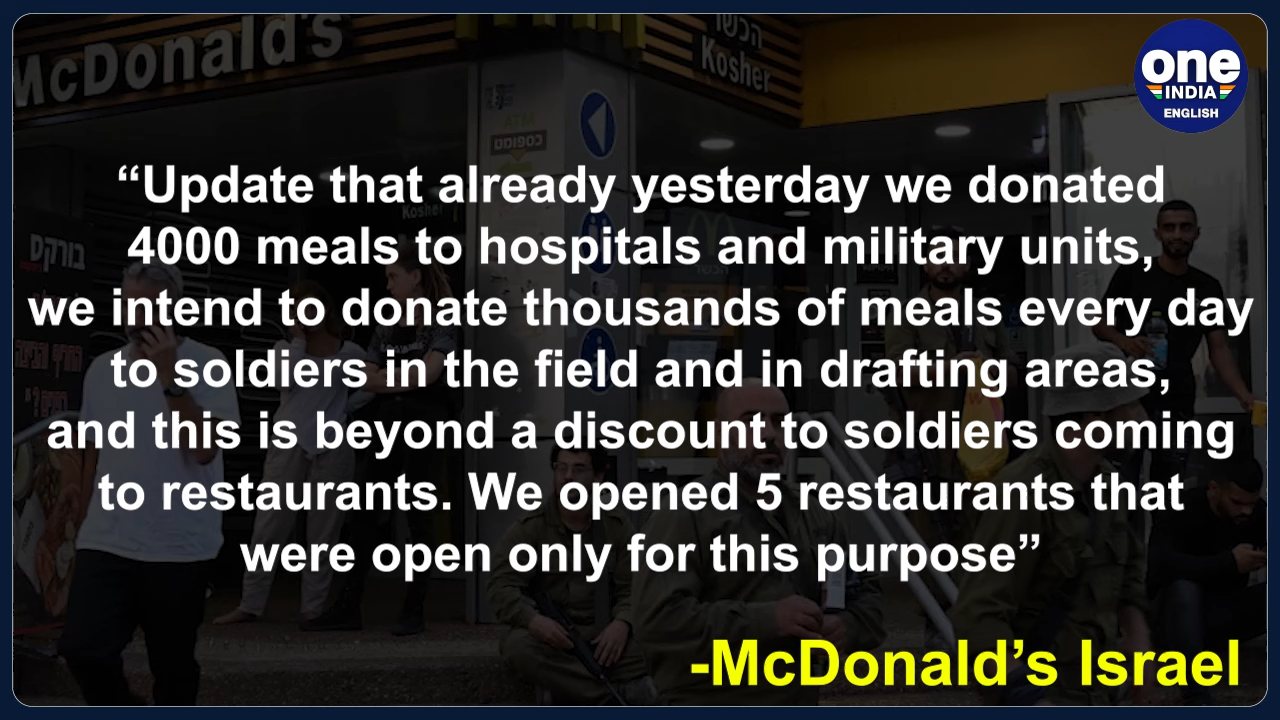 McDonald's
הכשר
Kosher
one
INDIA
ENGLISH
“Update that already yesterday we donated
4000 meals to hospitals and military units,
we intend to donate thousands of meals every day
to soldiers in the field and in drafting areas,
and this is beyond a discount to soldiers coming
to restaurants. We opened 5 restaurants that
were open only for this purpose”
-McDonald’s Israel
Kosher
בורקס